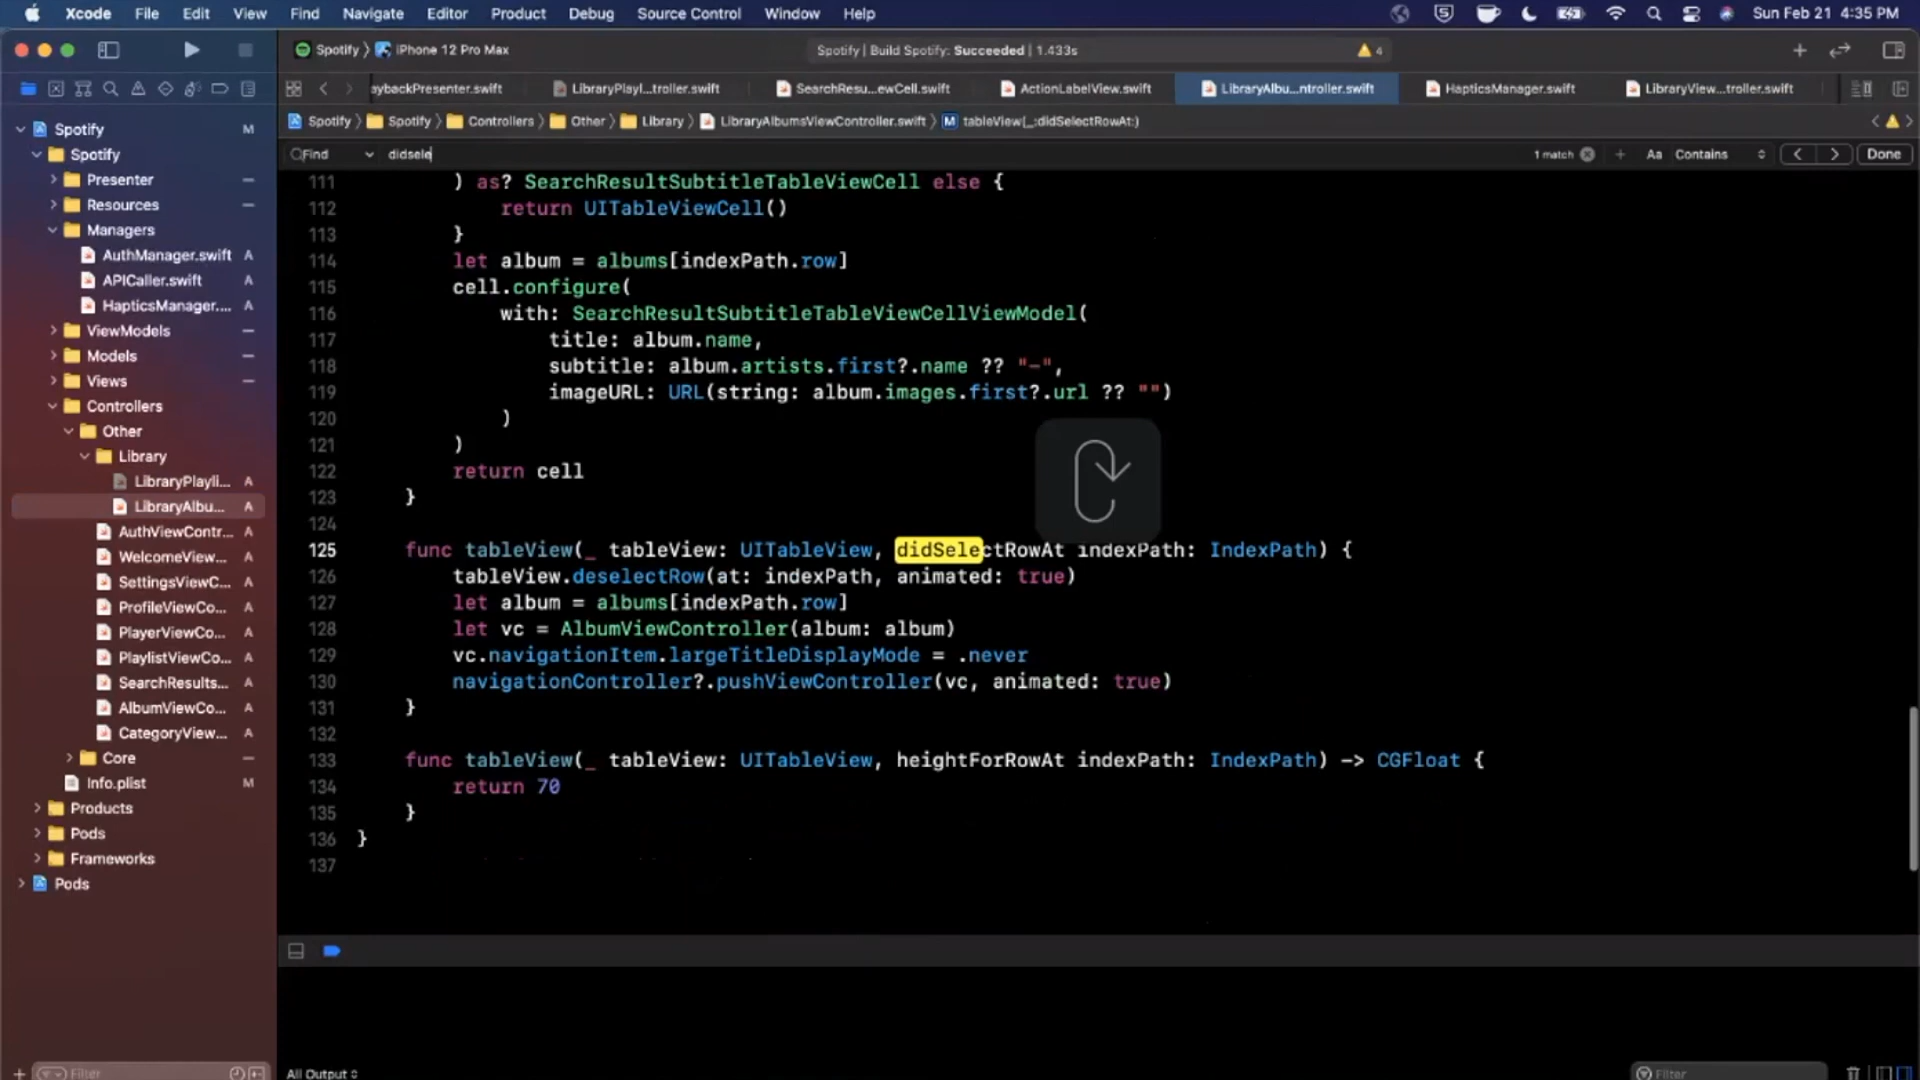 Xcode File Edit View Find Navigate Editor Product Debug Source Control Window Help Sun Feb 21 4:35 PM
Spotify iPhone 12 Pro Max Spotify | Build Spotify: Succeeded | 1.433s 4
aybackPresenter.swift LibraryPlayl...troller.swift SearchResu...ewCell.swift ActionLabelView.swift LibraryAlbu...ntroller.swift HapticsManager.swift LibraryView...troller.swift
Spotify Spotify Controllers Other Library LibraryAlbumsViewController.swift M tableView(_:didSelectRowAt:)
Find didsele 1 match Aa Contains Done
Spotify M
Spotify
Presenter
Resources
Managers
AuthManager.swift A
APICaller.swift A
HapticsManager.... A
ViewModels
Models
Views
Controllers
Other
Library
LibraryPlayli... A
LibraryAlbu... A
AuthViewContr... A
WelcomeView... A
SettingsViewC... A
ProfileViewCo... A
PlayerViewCo... A
PlaylistViewCo... A
SearchResults... A
AlbumViewCo... A
CategoryView... A
Core
Info.plist M
Products
Pods
Frameworks
Pods
Filter
111 ) as? SearchResultSubtitleTableViewCell else {
112 return UITableViewCell()
113 }
114 let album = albums[indexPath.row]
115 cell.configure(
116 with: SearchResultSubtitleTableViewCellViewModel(
117 title: album.name,
118 subtitle: album.artists.first?.name ?? "-",
119 imageURL: URL(string: album.images.first?.url ?? "")
120 )
121 )
122 return cell
123 }
124
125 func tableView(_ tableView: UITableView, didSelectRowAt indexPath: IndexPath) {
126 tableView.deselectRow(at: indexPath, animated: true)
127 let album = albums[indexPath.row]
128 let vc = AlbumViewController(album: album)
129 vc.navigationItem.largeTitleDisplayMode = .never
130 navigationController?.pushViewController(vc, animated: true)
131 }
132
133 func tableView(_ tableView: UITableView, heightForRowAt indexPath: IndexPath) -> CGFloat {
134 return 70
135 }
136 }
137
All Output Filter